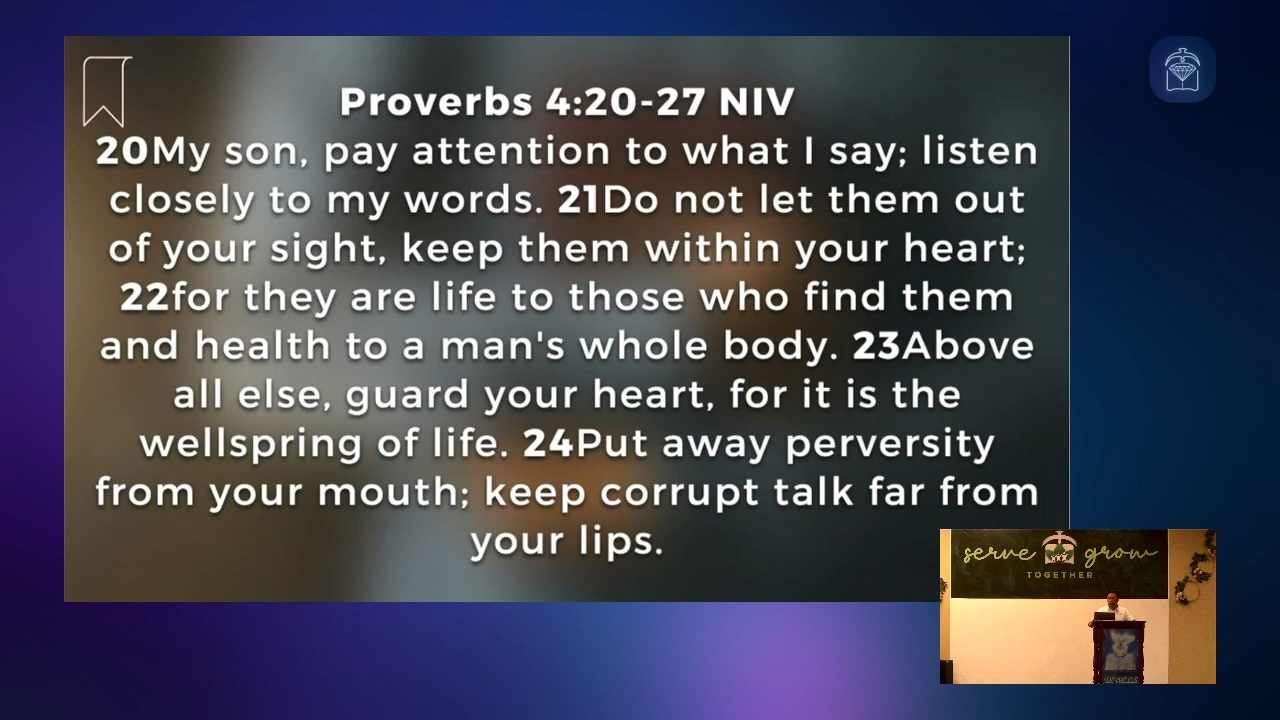 Proverbs 4:20-27 NIV
20My son, pay attention to what I say; listen
closely to my words. 21Do not let them out
of your sight, keep them within your heart;
22for they are life to those who find them
and health to a man's whole body. 23Above
all else, guard your heart, for it is the
wellspring of life. 24Put away perversity
from your mouth; keep corrupt talk far from
your lips.
serve grow
TOGETHER